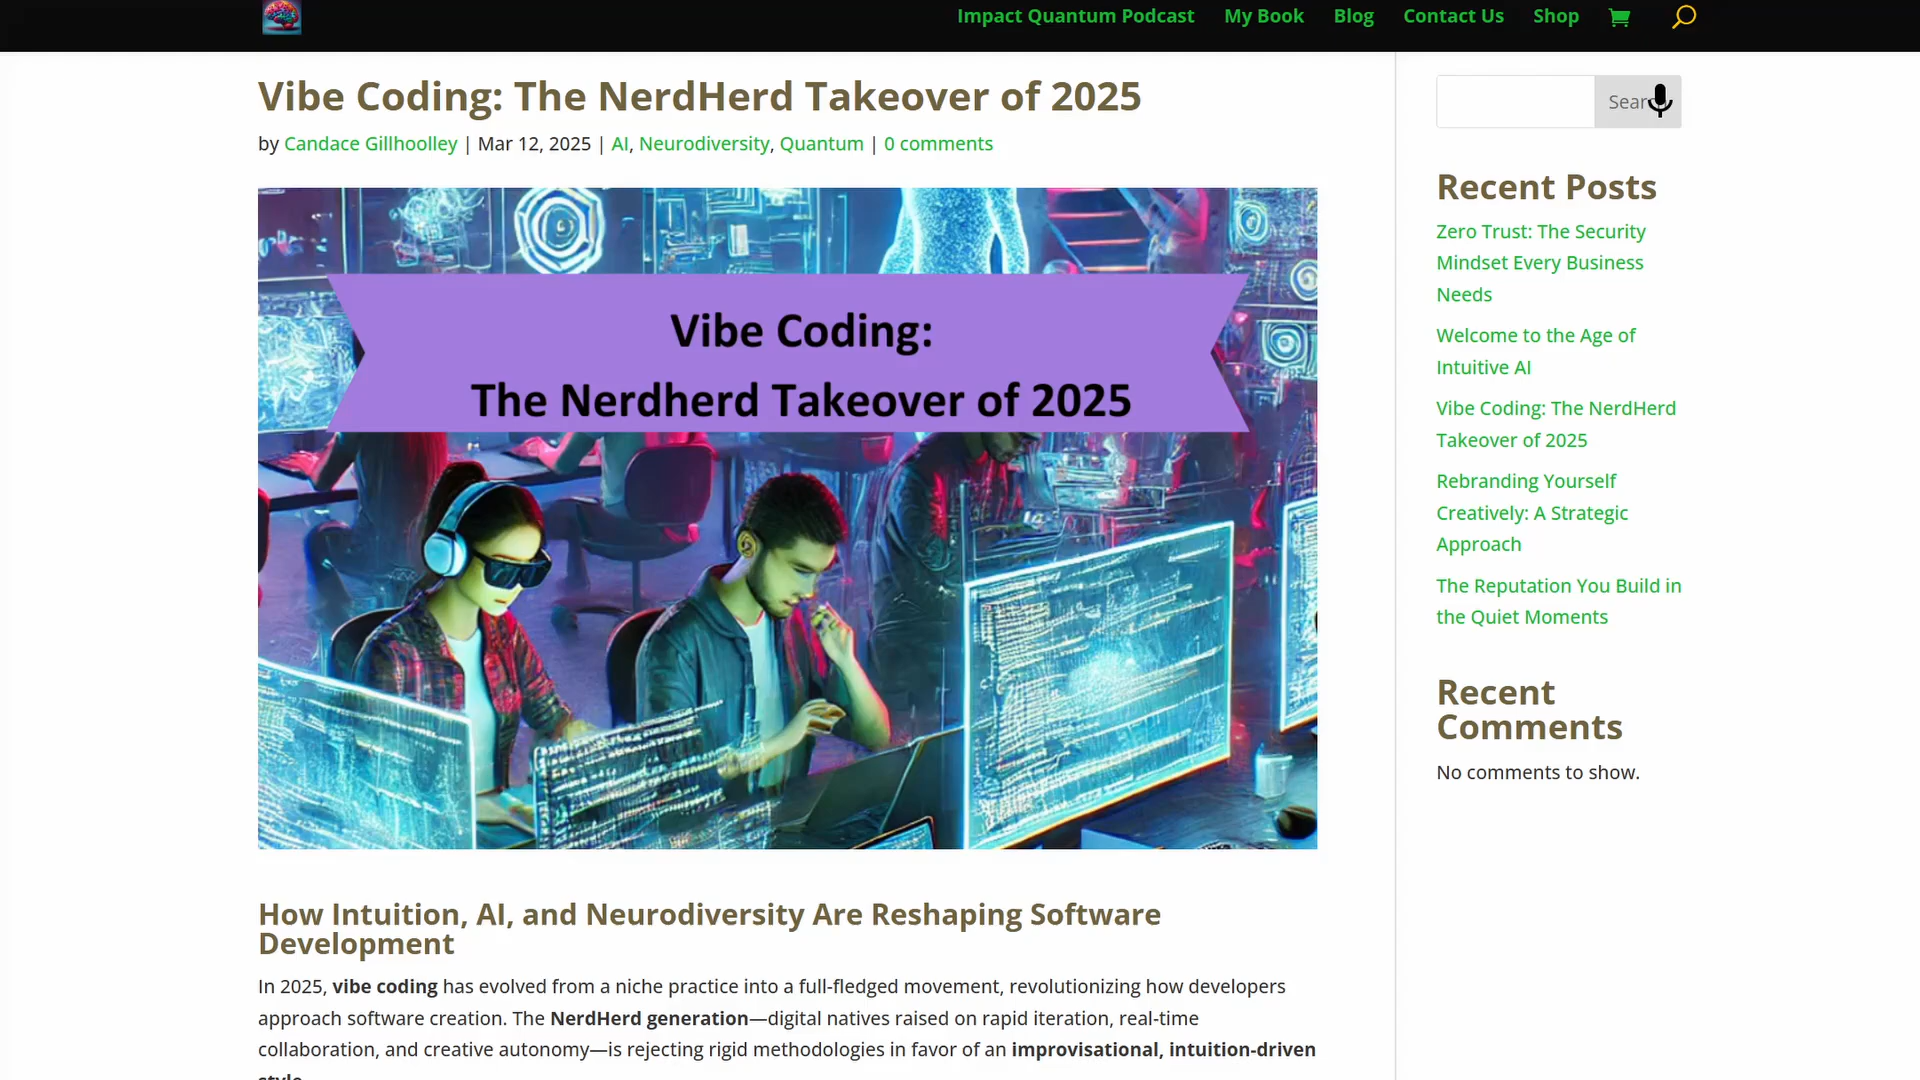 Impact Quantum Podcast My Book Blog Contact Us Shop
Vibe Coding: The NerdHerd Takeover of 2025
by Candace Gillhoolley | Mar 12, 2025 | AI, Neurodiversity, Quantum | 0 comments
Vibe Coding:
The Nerdherd Takeover of 2025
How Intuition, AI, and Neurodiversity Are Reshaping Software
Development
In 2025, vibe coding has evolved from a niche practice into a full-fledged movement, revolutionizing how developers
approach software creation. The NerdHerd generation—digital natives raised on rapid iteration, real-time
collaboration, and creative autonomy—is rejecting rigid methodologies in favor of an improvisational, intuition-driven
style.
Recent Posts
Zero Trust: The Security
Mindset Every Business
Needs
Welcome to the Age of
Intuitive AI
Vibe Coding: The NerdHerd
Takeover of 2025
Rebranding Yourself
Creatively: A Strategic
Approach
The Reputation You Build in
the Quiet Moments
Recent
Comments
No comments to show.